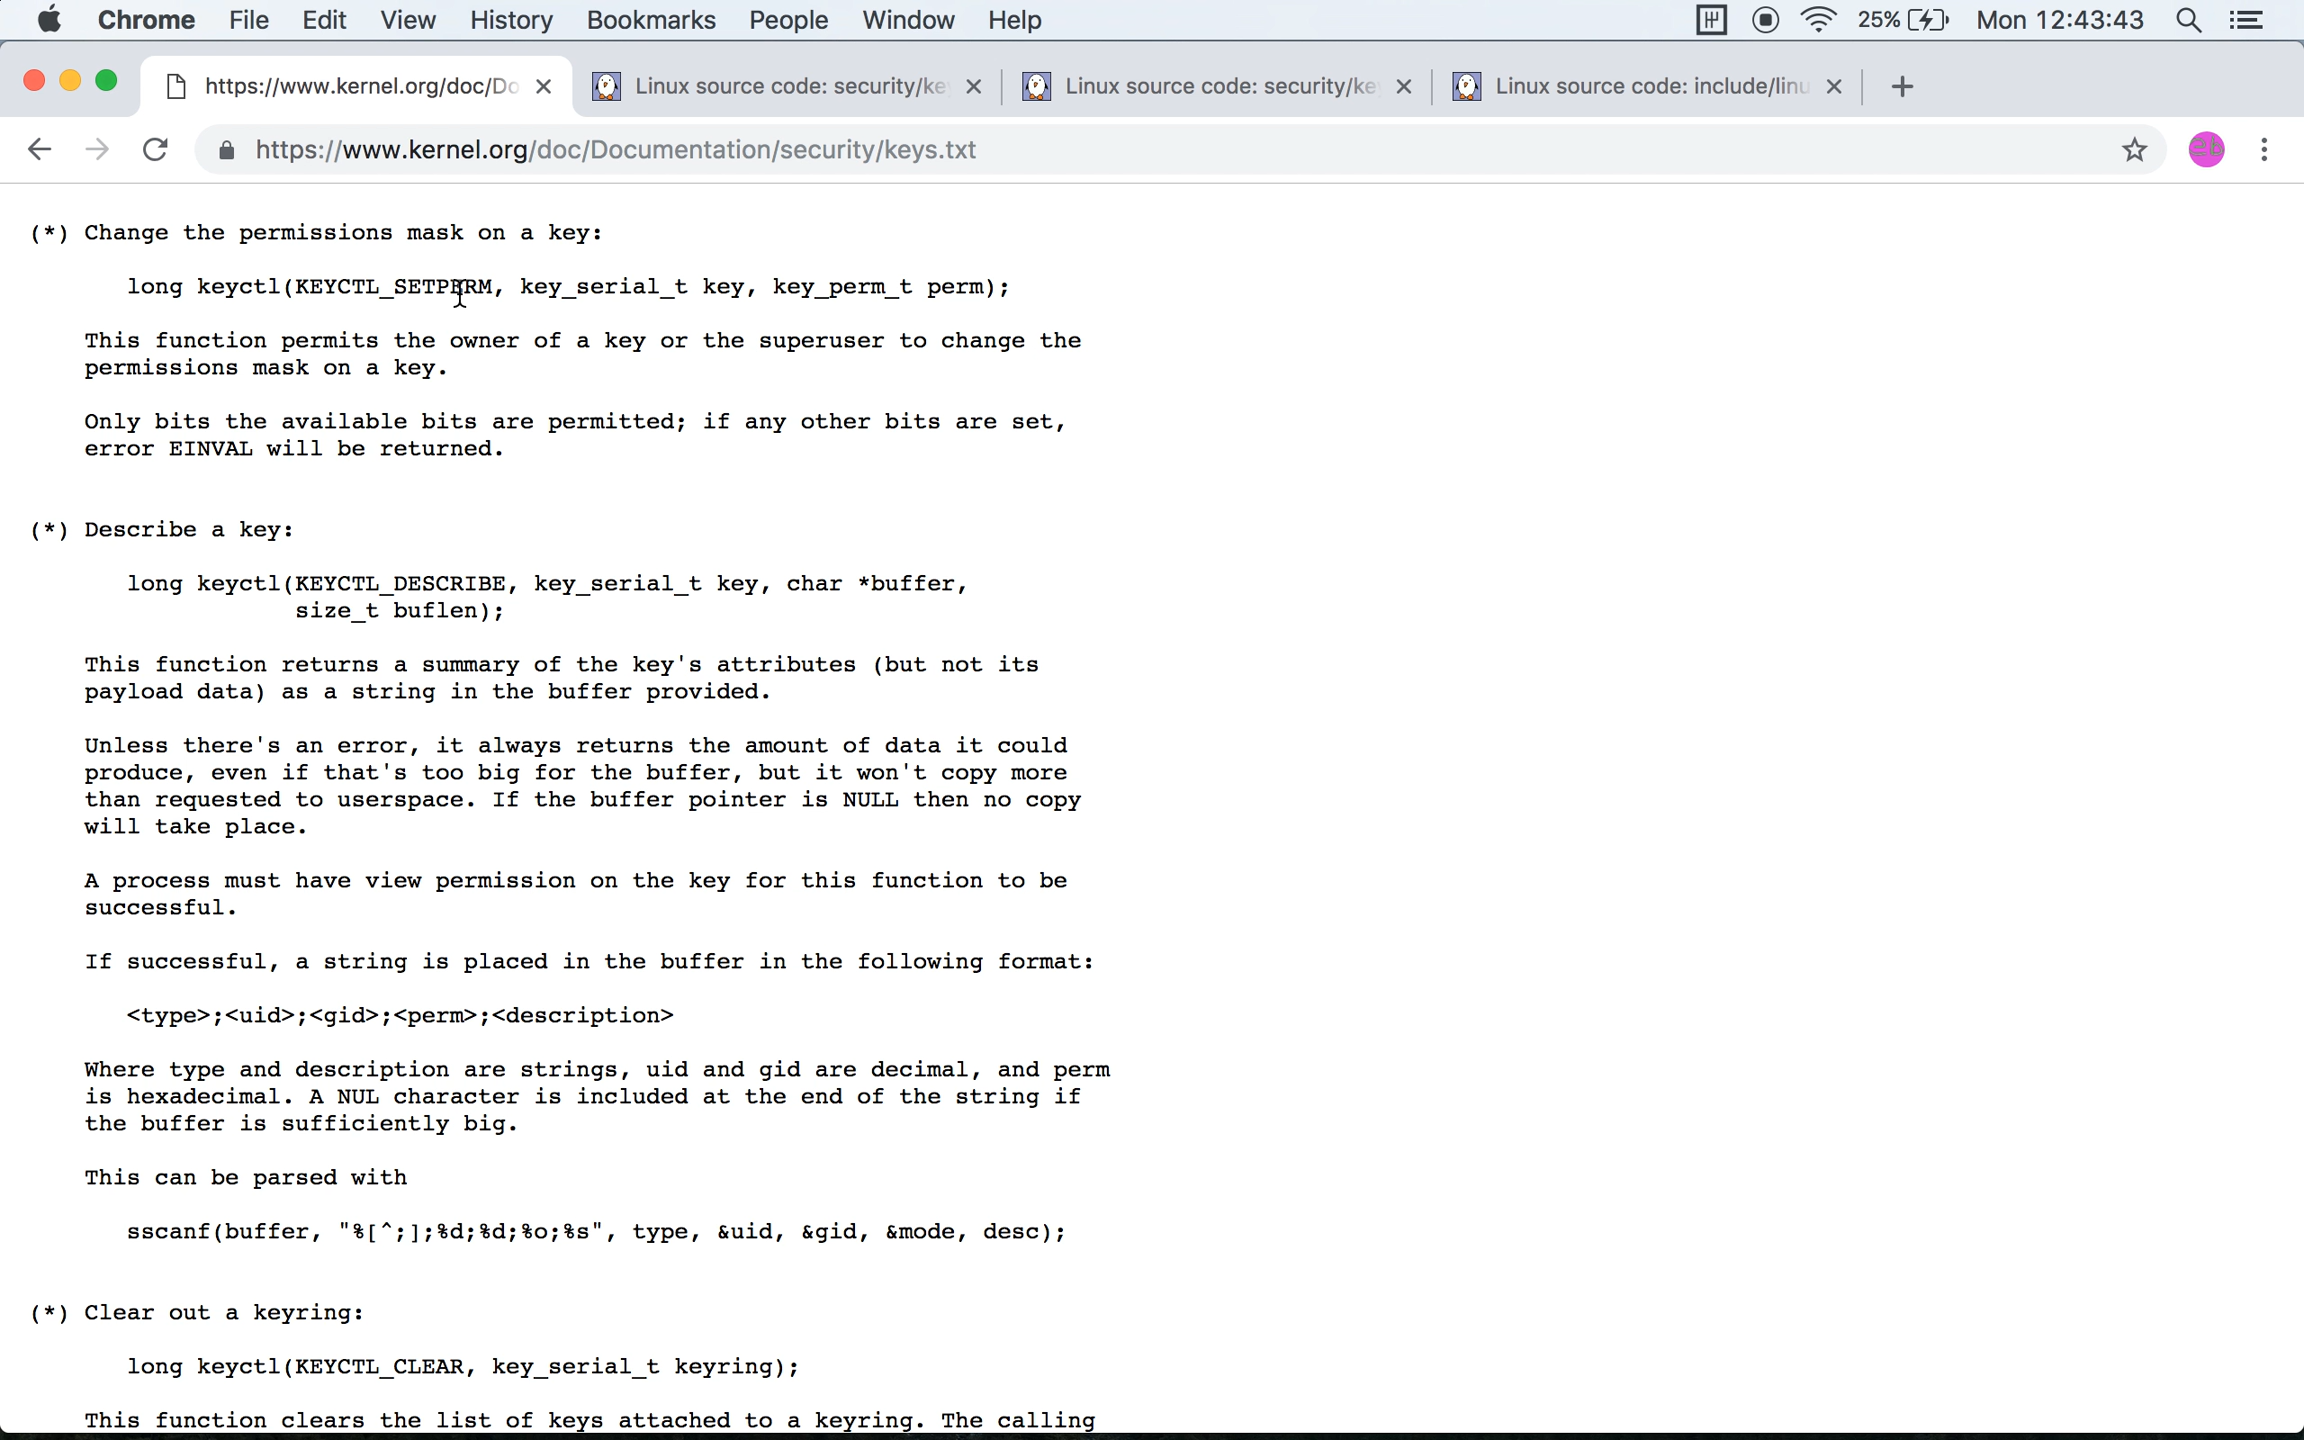 Chrome File Edit View History Bookmarks People Window Help 25% Mon 12:43:43
https://www.kernel.org/doc/Do Linux source code: security/ke Linux source code: security/ke Linux source code: include/linu
https://www.kernel.org/doc/Documentation/security/keys.txt
(*) Change the permissions mask on a key:
long keyctl(KEYCTL_SETPERM, key_serial_t key, key_perm_t perm);
This function permits the owner of a key or the superuser to change the
permissions mask on a key.
Only bits the available bits are permitted; if any other bits are set,
error EINVAL will be returned.
(*) Describe a key:
long keyctl(KEYCTL_DESCRIBE, key_serial_t key, char *buffer,
size_t buflen);
This function returns a summary of the key's attributes (but not its
payload data) as a string in the buffer provided.
Unless there's an error, it always returns the amount of data it could
produce, even if that's too big for the buffer, but it won't copy more
than requested to userspace. If the buffer pointer is NULL then no copy
will take place.
A process must have view permission on the key for this function to be
successful.
If successful, a string is placed in the buffer in the following format:
<type>;<uid>;<gid>;<perm>;<description>
Where type and description are strings, uid and gid are decimal, and perm
is hexadecimal. A NUL character is included at the end of the string if
the buffer is sufficiently big.
This can be parsed with
sscanf(buffer, "%[^;];%d;%d;%o;%s", type, &uid, &gid, &mode, desc);
(*) Clear out a keyring:
long keyctl(KEYCTL_CLEAR, key_serial_t keyring);
This function clears the list of keys attached to a keyring. The calling